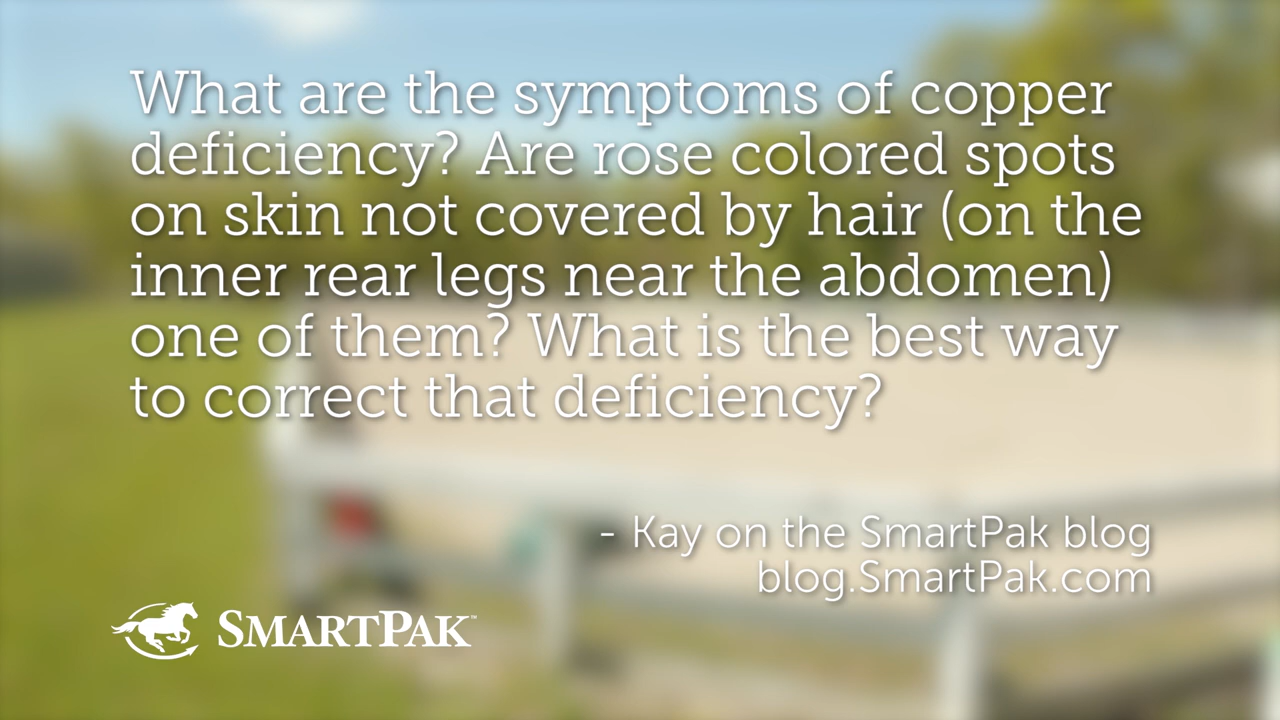 What are the symptoms of copper
deficiency? Are rose colored spots
on skin not covered by hair (on the
inner rear legs near the abdomen)
one of them? What is the best way
to correct that deficiency?
- Kay on the SmartPak blog
blog.SmartPak.com
SMARTPAK™